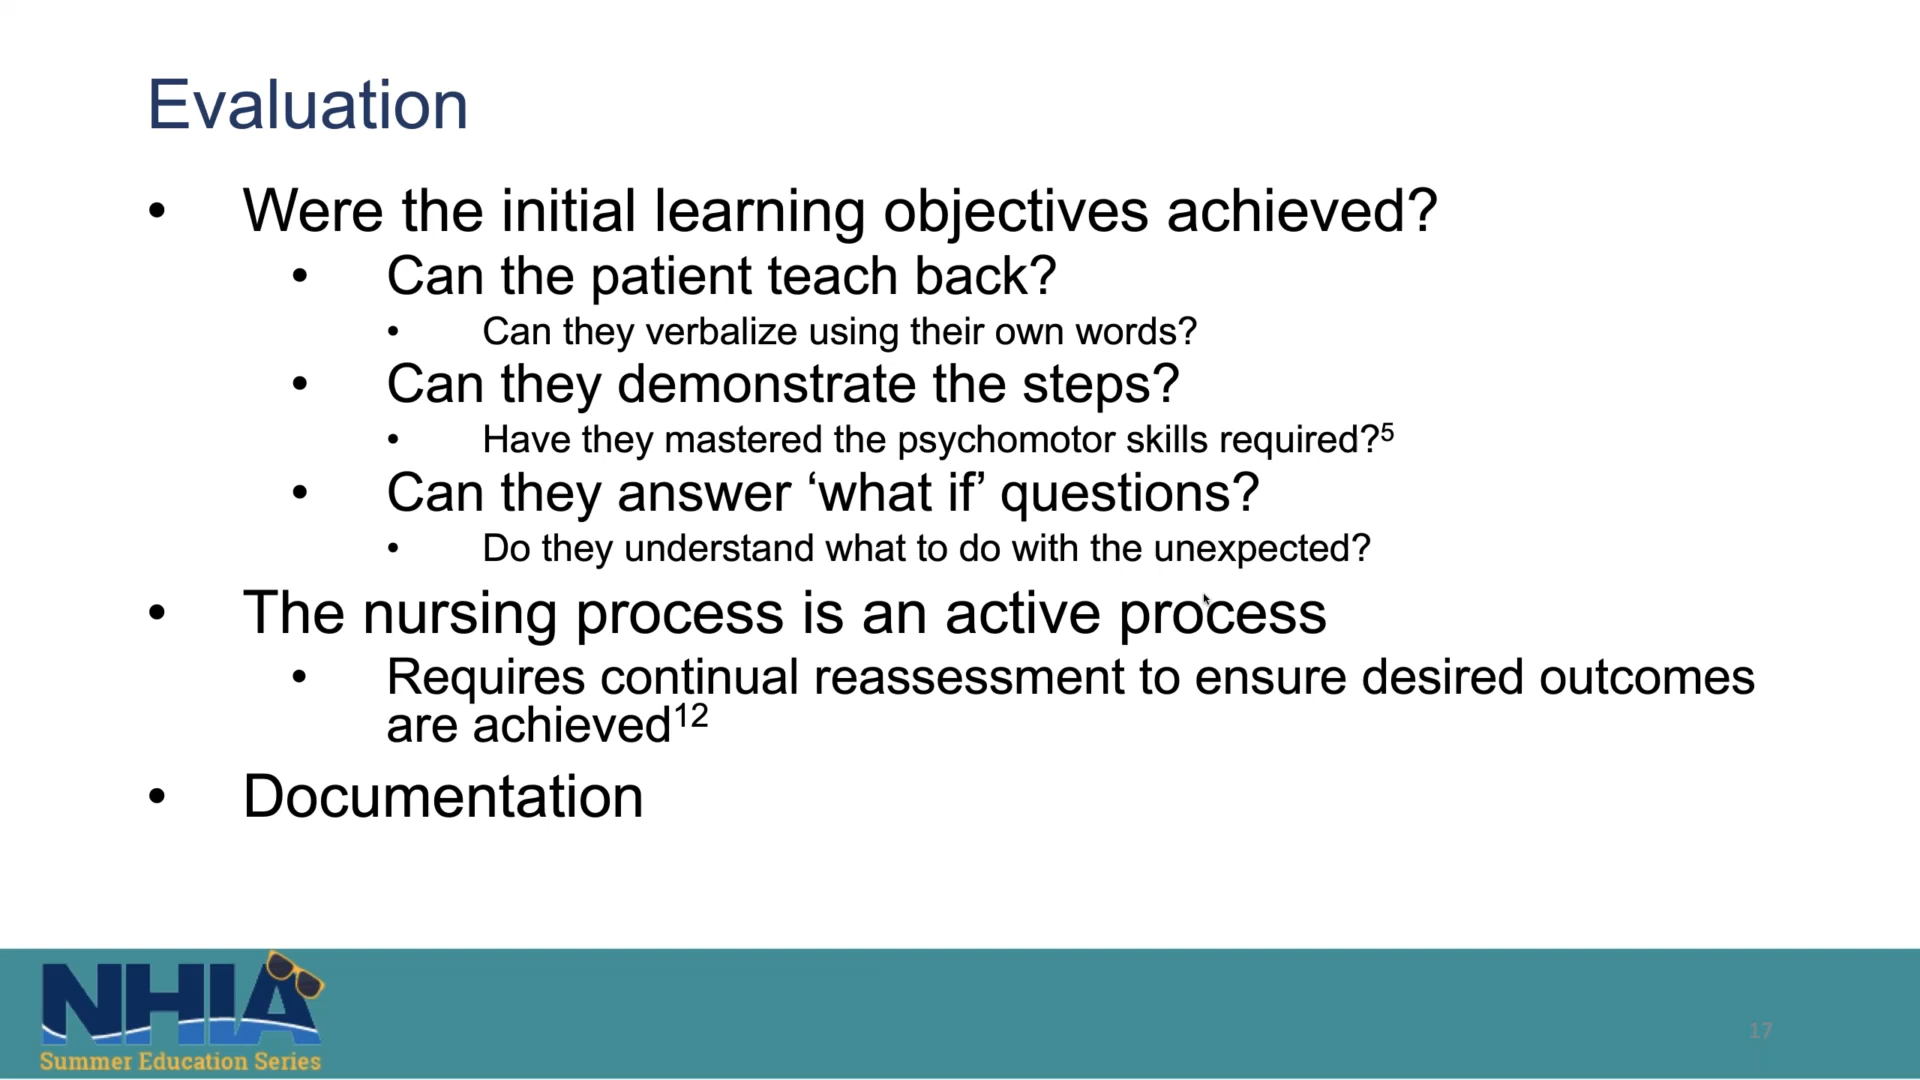 Evaluation
• Were the initial learning objectives achieved?
• Can the patient teach back?
• Can they verbalize using their own words?
• Can they demonstrate the steps?
• Have they mastered the psychomotor skills required?⁵
• Can they answer ‘what if’ questions?
• Do they understand what to do with the unexpected?
• The nursing process is an active process
• Requires continual reassessment to ensure desired outcomes
are achieved¹²
• Documentation
NHIA
Summer Education Series
17